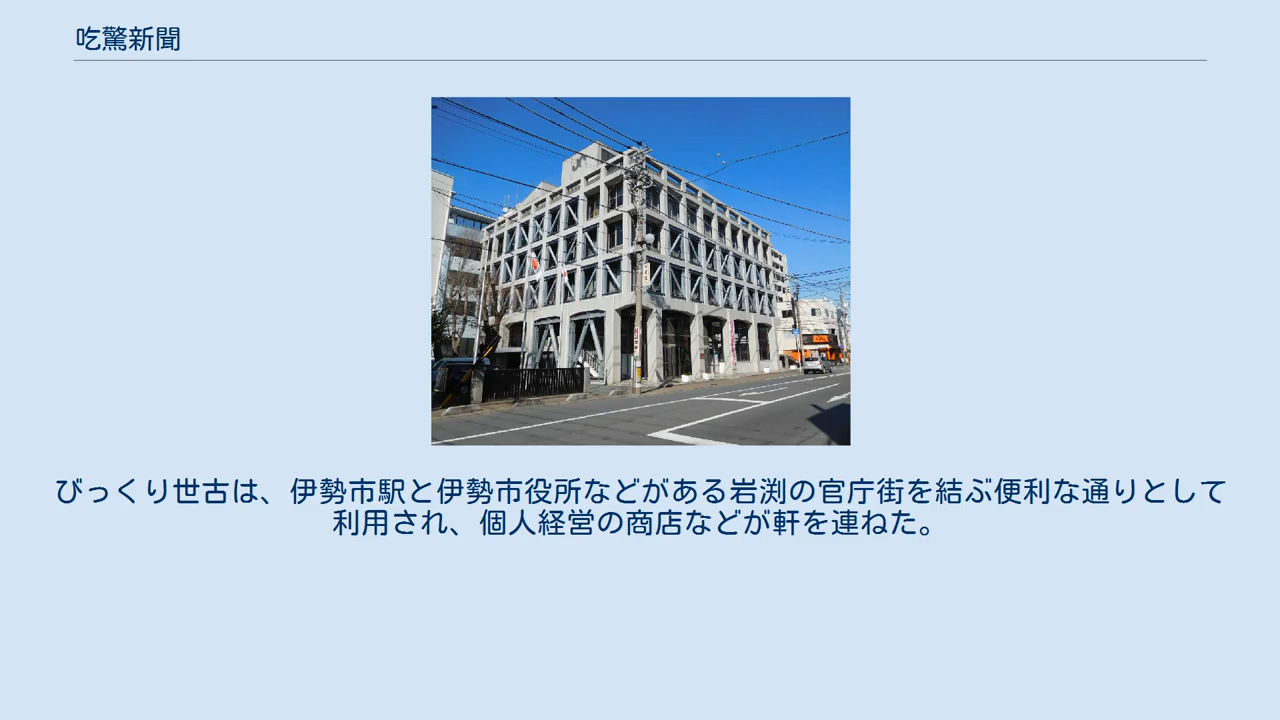 吃驚新聞
びっくり世古は、伊勢市駅と伊勢市役所などがある岩渕の官庁街を結ぶ便利な通りとして
利用され、個人経営の商店などが軒を連ねた。